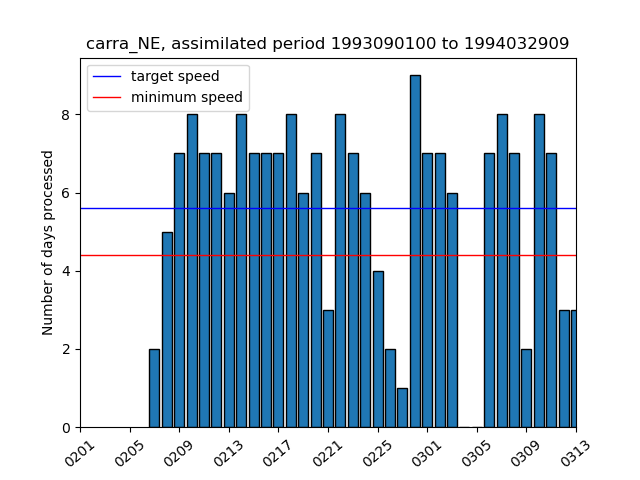 carra_NE, assimilated period 1993090100 to 1994032909
target speed
minimum speed
Number of days processed
8
6
4
2
0
0201 0205 0209 0213 0217 0221 0225 0301 0305 0309 0313